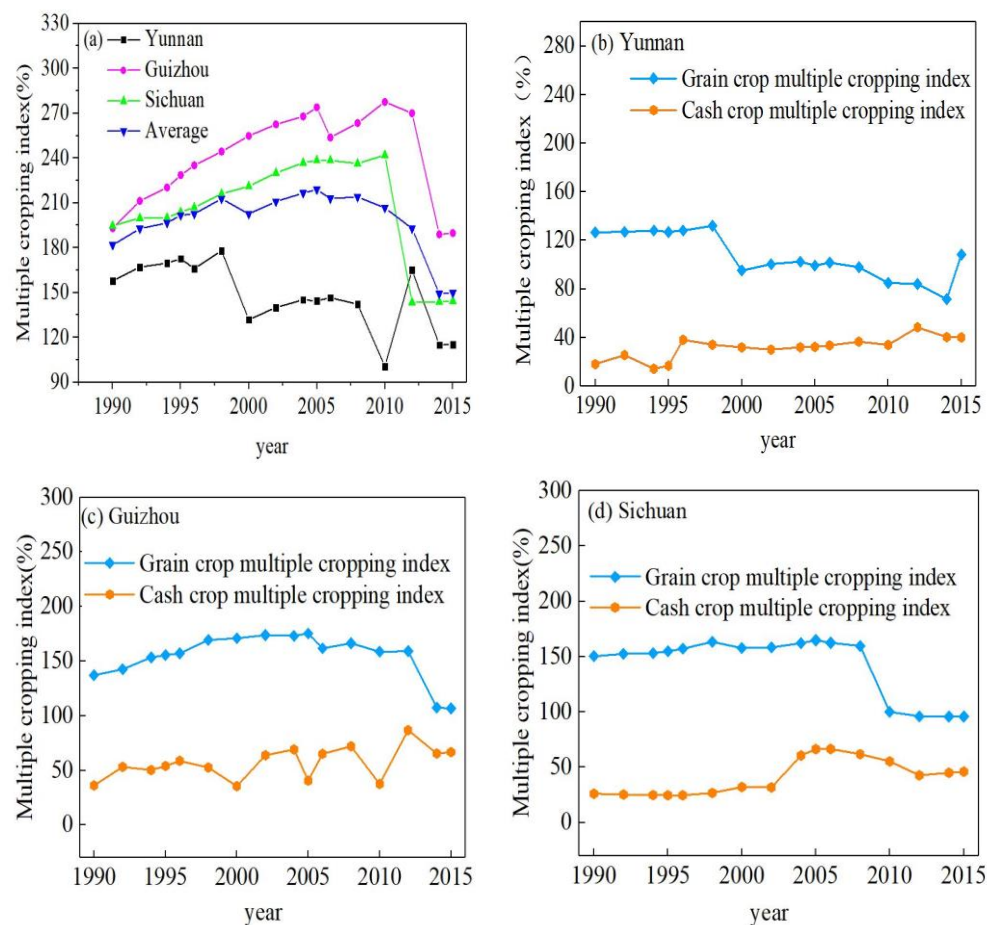 (a)
Yunnan
Guizhou
Sichuan
Average
Multiple cropping index(%)
330
300
270
240
210
180
150
120
90
1990 1995 2000 2005 2010 2015
year
(b) Yunnan
Grain crop multiple cropping index
Cash crop multiple cropping index
Multiple cropping index（%）
280
240
200
160
120
80
40
0
1990 1995 2000 2005 2010 2015
year
(c) Guizhou
Grain crop multiple cropping index
Cash crop multiple cropping index
Multiple cropping index(%)
300
250
200
150
100
50
0
1990 1995 2000 2005 2010 2015
year
(d) Sichuan
Grain crop multiple cropping index
Cash crop multiple cropping index
Multiple cropping index(%)
300
250
200
150
100
50
0
1990 1995 2000 2005 2010 2015
year